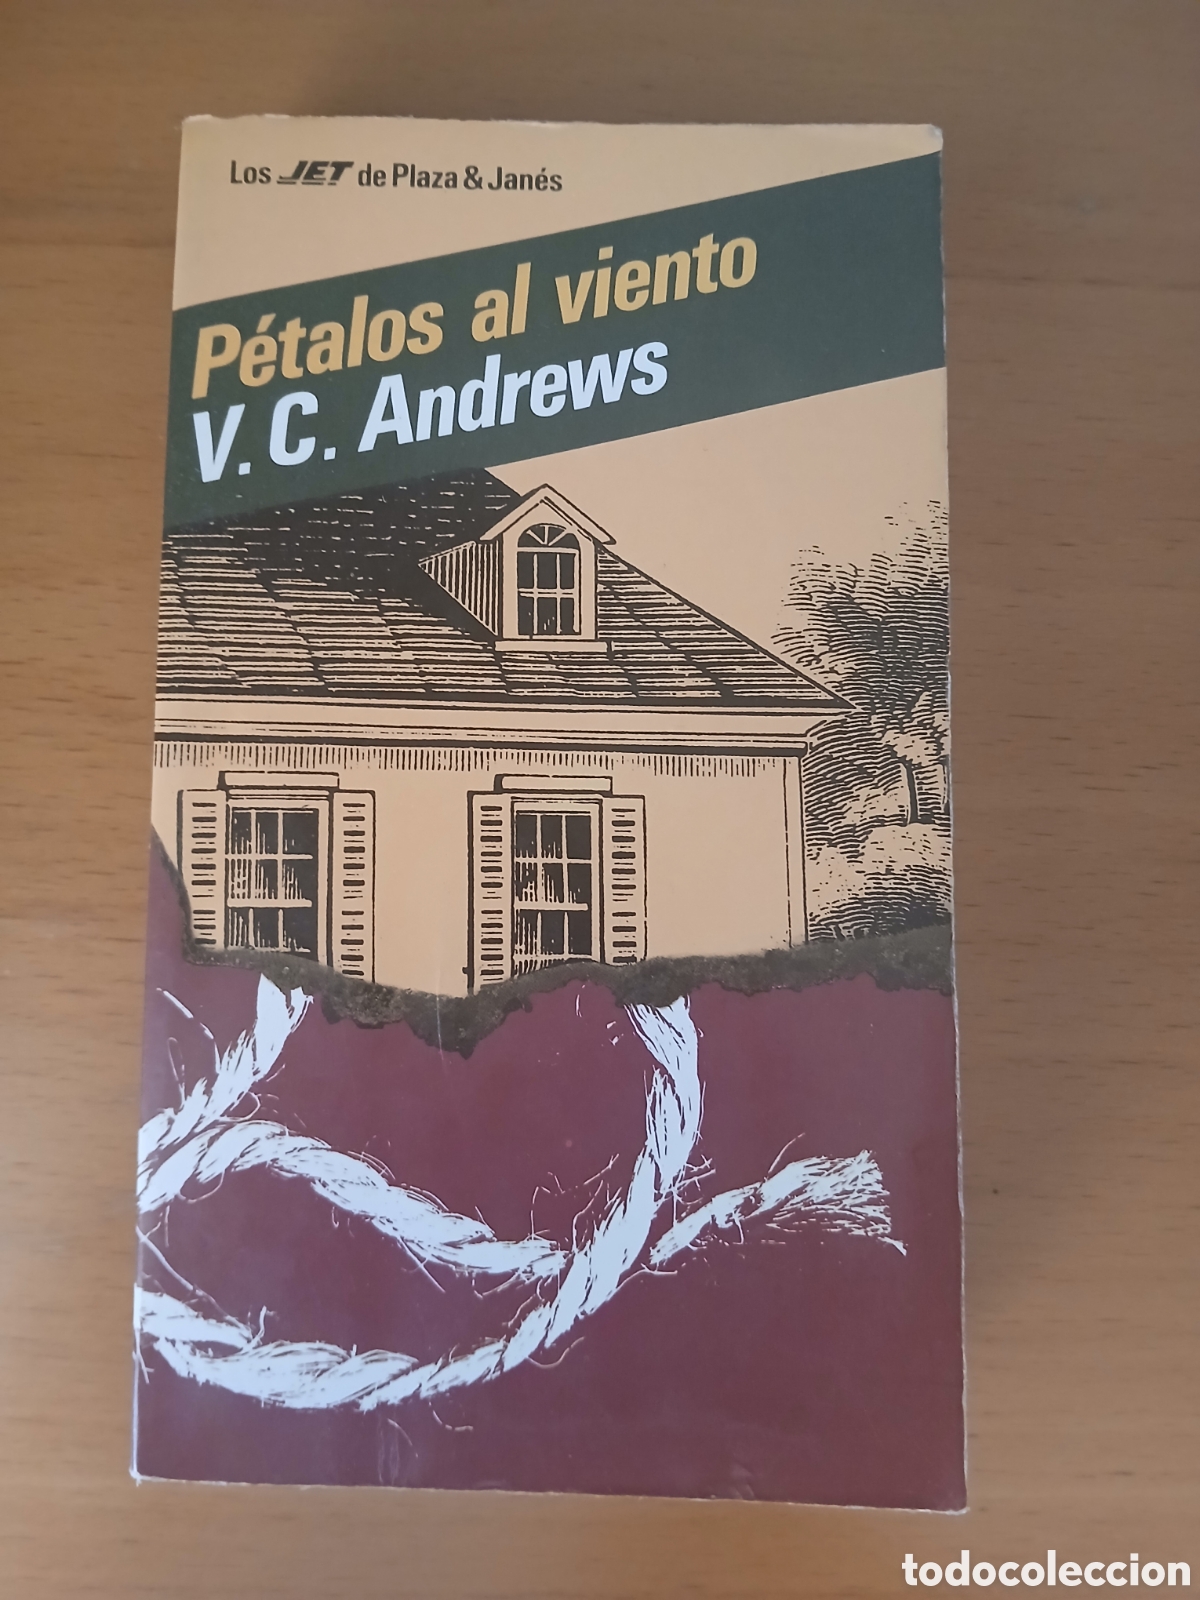 Los JET de Plaza & Janés
Pétalos al viento
V. C. Andrews
todocoleccion